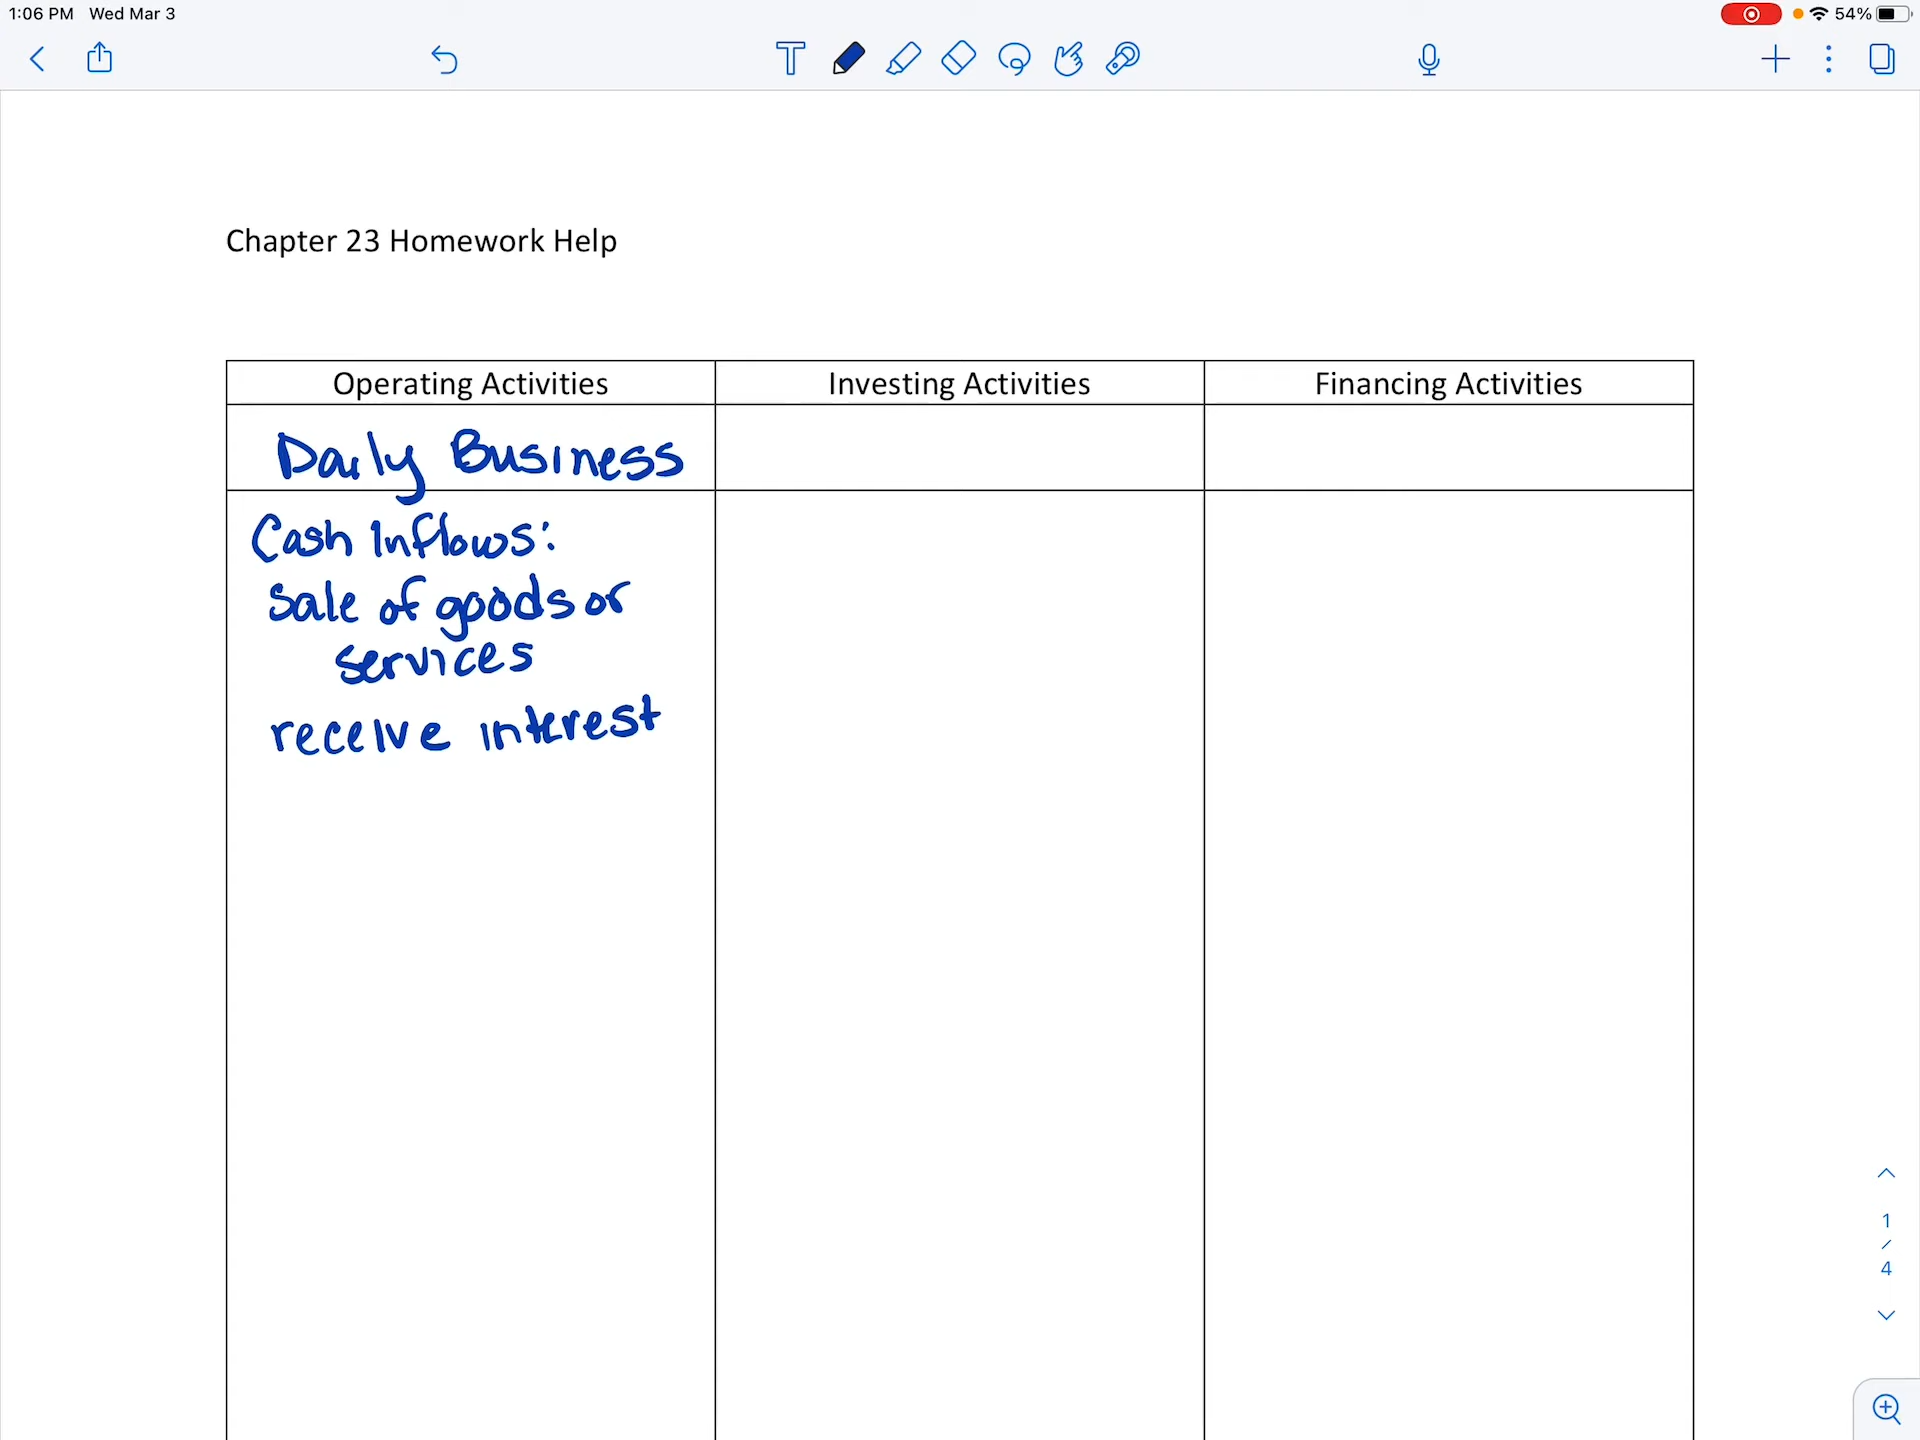 1:06 PM Wed Mar 3
54%
Chapter 23 Homework Help
Operating Activities Investing Activities Financing Activities
Daily Business
Cash Inflows:
Sale of goods or
services
receive interest
1
/
4